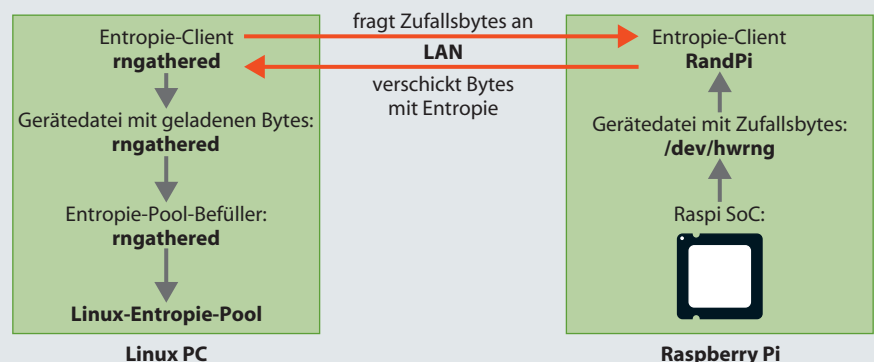 Entropie-Client
rngathered
Gerätedatei mit geladenen Bytes:
rngathered
Entropie-Pool-Befüller:
rngathered
Linux-Entropie-Pool
Linux PC
fragt Zufallsbytes an
LAN
verschickt Bytes
mit Entropie
Entropie-Client
RandPi
Gerätedatei mit Zufallsbytes:
/dev/hwrng
Raspi SoC:
Raspberry Pi